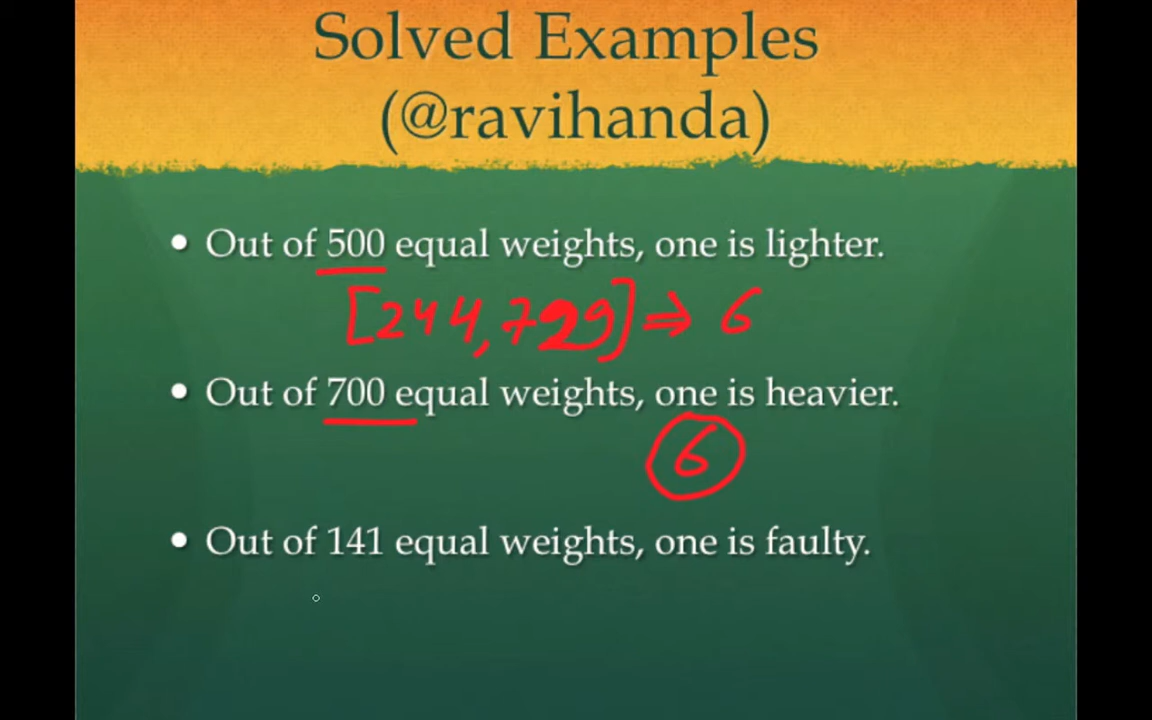 Solved Examples
(@ravihanda)
• Out of 500 equal weights, one is lighter.
[244,729] ⇒ 6
• Out of 700 equal weights, one is heavier.
6
• Out of 141 equal weights, one is faulty.